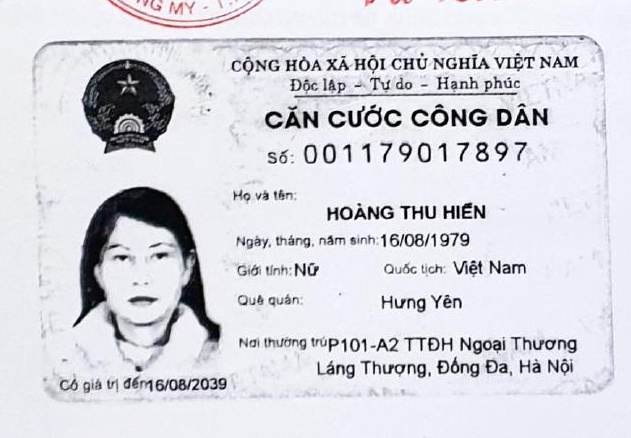 NG MỸ - T.
CỘNG HÒA XÃ HỘI CHỦ NGHĨA VIỆT NAM
Độc lập - Tự do - Hạnh phúc
CĂN CƯỚC CÔNG DÂN
Số: 001179017897
Họ và tên:
HOÀNG THU HIỀN
Ngày, tháng, năm sinh: 16/08/1979
Giới tính: Nữ Quốc tịch: Việt Nam
Quê quán: Hưng Yên
Nơi thường trú P101-A2 TTĐH Ngoại Thương
Láng Thượng, Đống Đa, Hà Nội
Có giá trị đến 16/08/2039